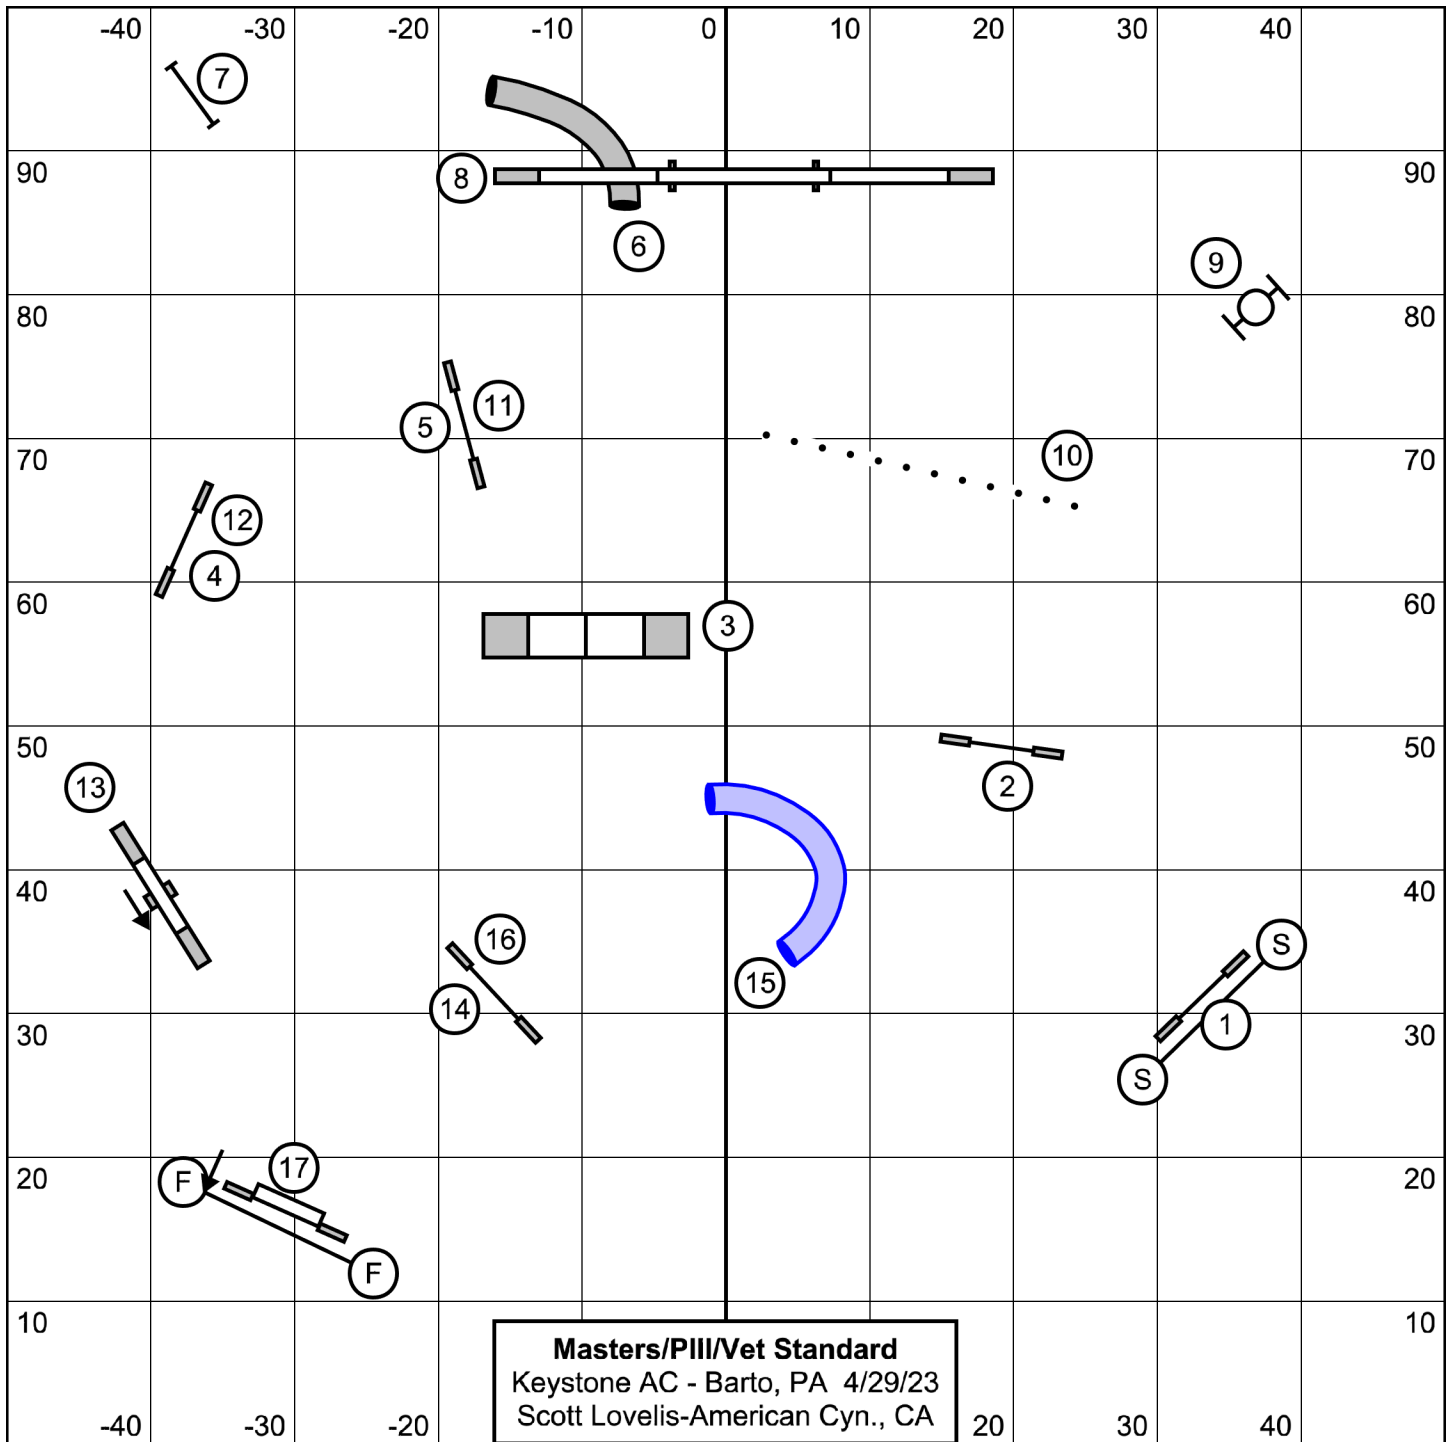 -40 -30 -20 -10 0 10 20 30 40
7
90 8 90
6
9
80 80
5 11
70 10 70
12
4
60 3 60
50 50
13 2
40 40
16 S
15
14 1
30 30
S
17
20 F 20
F
10 10
Masters/PIII/Vet Standard
Keystone AC - Barto, PA 4/29/23
Scott Lovelis-American Cyn., CA
-40 -30 -20 20 30 40